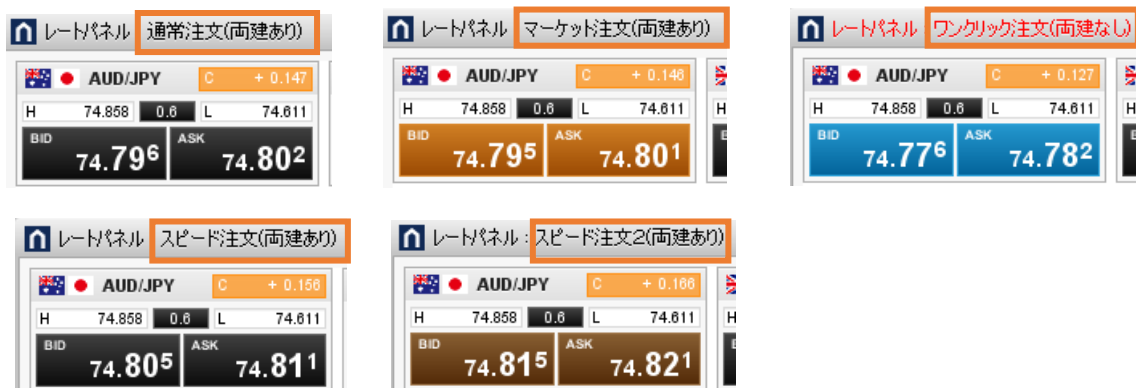 レートパネル 通常注文(両建あり)
AUD/JPY C + 0.147
H 74.858 0.6 L 74.611
BID ASK
74.796 74.802
レートパネル マーケット注文(両建あり)
AUD/JPY C + 0.146
H 74.858 0.6 L 74.611 H
BID ASK
74.795 74.801
レートパネル ワンクリック注文(両建なし)
AUD/JPY C + 0.127
H 74.858 0.6 L 74.611 H
BID ASK
74.776 74.782
レートパネル スピード注文(両建あり)
AUD/JPY C + 0.156
H 74.858 0.6 L 74.611
BID ASK
74.805 74.811
レートパネル : スピード注文2(両建あり)
AUD/JPY C + 0.166
H 74.858 0.6 L 74.611 H
BID ASK
74.815 74.821